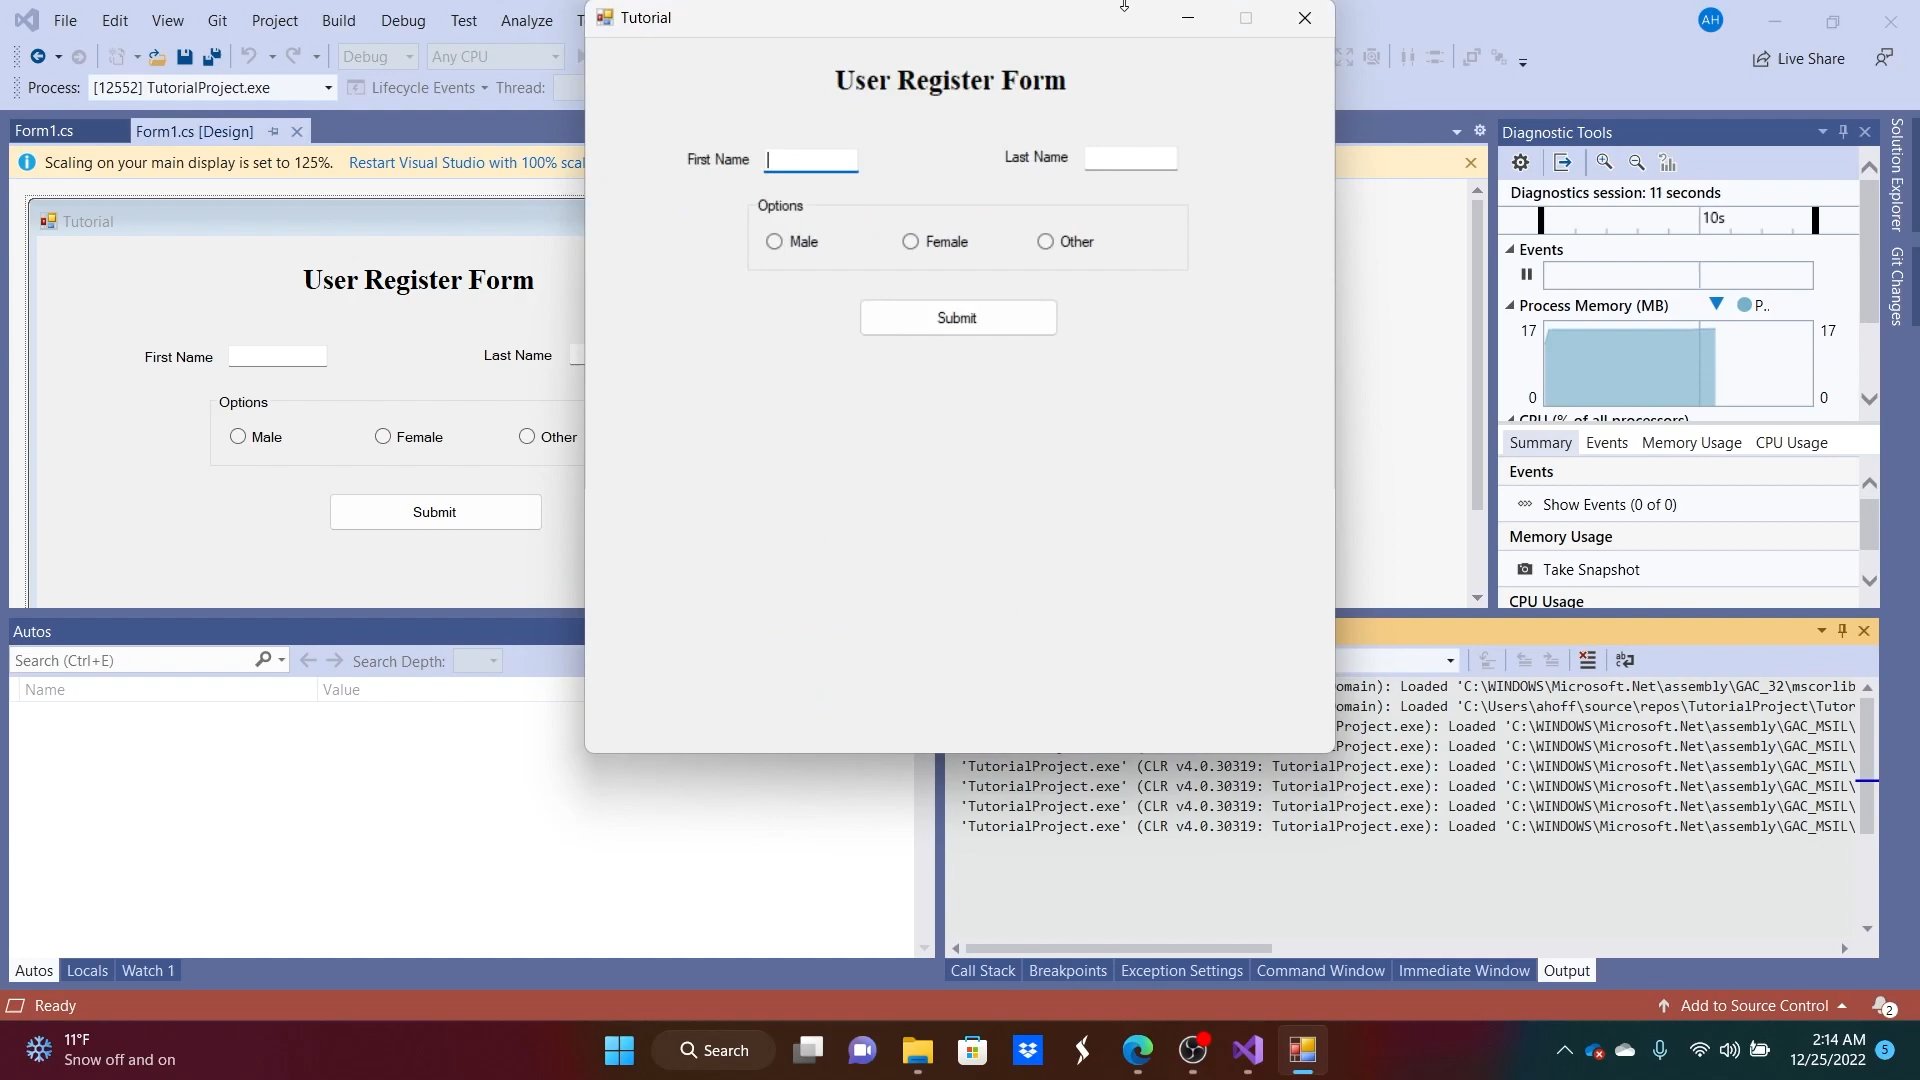 File Edit View Git Project Build Debug Test Analyze
Tutorial
AH
Debug
Any CPU
Live Share
Process: [12552] TutorialProject.exe
Lifecycle Events
Thread:
User Register Form
First Name
Last Name
Options
Male
Female
Other
Submit
Form1.cs
Form1.cs [Design]
Scaling on your main display is set to 125%. Restart Visual Studio with 100% scal
Tutorial
User Register Form
First Name
Last Name
Options
Male
Female
Other
Submit
Diagnostic Tools
Diagnostics session: 11 seconds
10s
Events
Process Memory (MB)
P..
17
17
0
0
CPU (% of all processors)
Summary Events Memory Usage CPU Usage
Events
Show Events (0 of 0)
Memory Usage
Take Snapshot
CPU Usage
Solution Explorer
Git Changes
Autos
Search (Ctrl+E)
Search Depth:
Name
Value
omain): Loaded 'C:\WINDOWS\Microsoft.Net\assembly\GAC_32\mscorlib
omain): Loaded 'C:\Users\ahoff\source\repos\TutorialProject\Tutor
Project.exe): Loaded 'C:\WINDOWS\Microsoft.Net\assembly\GAC_MSIL\
Project.exe): Loaded 'C:\WINDOWS\Microsoft.Net\assembly\GAC_MSIL\
'TutorialProject.exe' (CLR v4.0.30319: TutorialProject.exe): Loaded 'C:\WINDOWS\Microsoft.Net\assembly\GAC_MSIL\
'TutorialProject.exe' (CLR v4.0.30319: TutorialProject.exe): Loaded 'C:\WINDOWS\Microsoft.Net\assembly\GAC_MSIL\
'TutorialProject.exe' (CLR v4.0.30319: TutorialProject.exe): Loaded 'C:\WINDOWS\Microsoft.Net\assembly\GAC_MSIL\
'TutorialProject.exe' (CLR v4.0.30319: TutorialProject.exe): Loaded 'C:\WINDOWS\Microsoft.Net\assembly\GAC_MSIL\
Autos Locals Watch 1
Call Stack Breakpoints Exception Settings Command Window Immediate Window Output
Ready
Add to Source Control
2
11°F
Snow off and on
Search
2:14 AM
12/25/2022
5